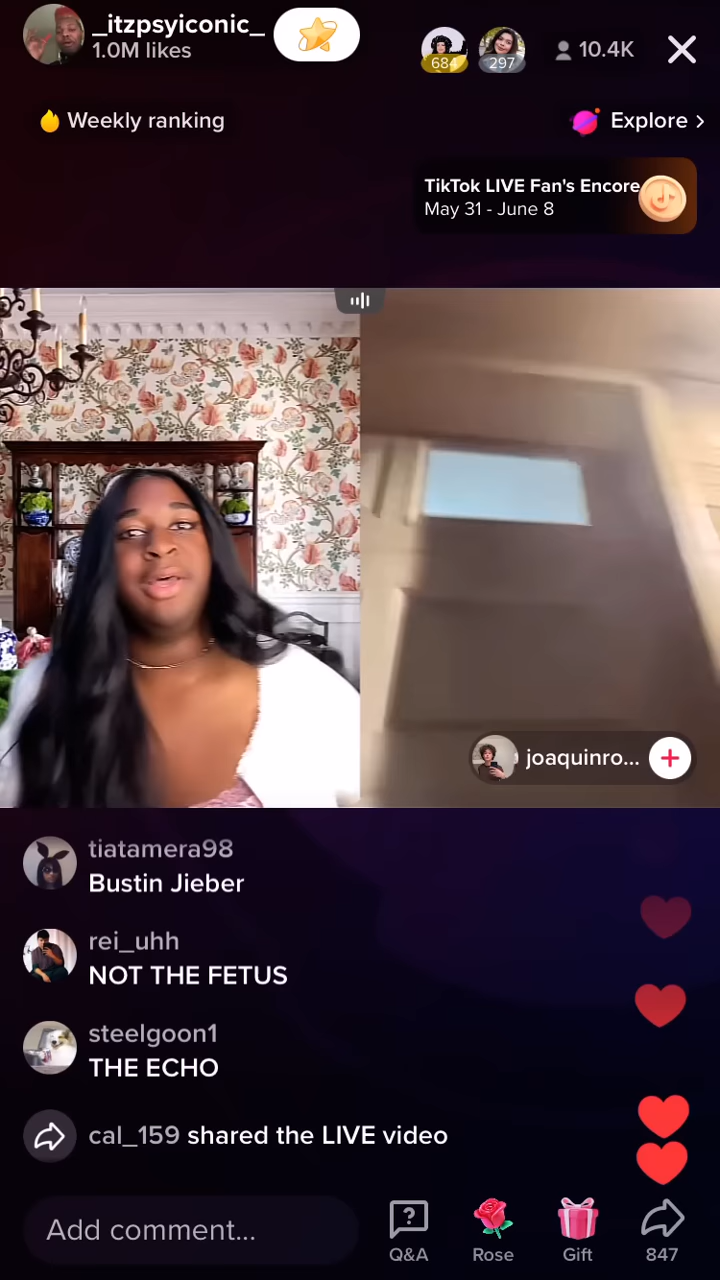 _itzpsyiconic_
1.0M likes
684
297
10.4K
Weekly ranking
Explore >
TikTok LIVE Fan's Encore
May 31 - June 8
joaquinro...
tiatamera98
Bustin Jieber
rei_uhh
NOT THE FETUS
steelgoon1
THE ECHO
cal_159 shared the LIVE video
Add comment...
Q&A
Rose
Gift
847